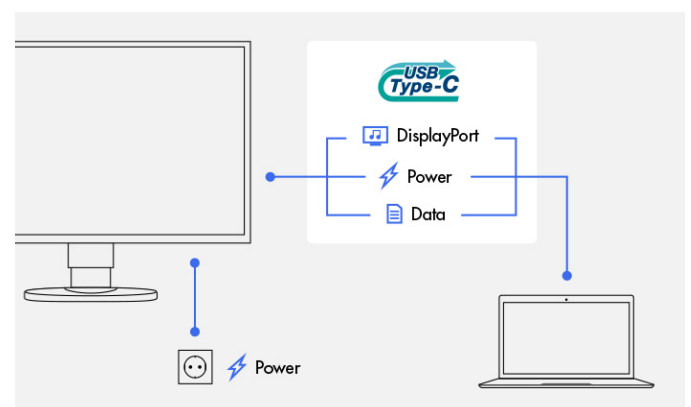 USB
Type-C
DisplayPort
Power
Data
Power